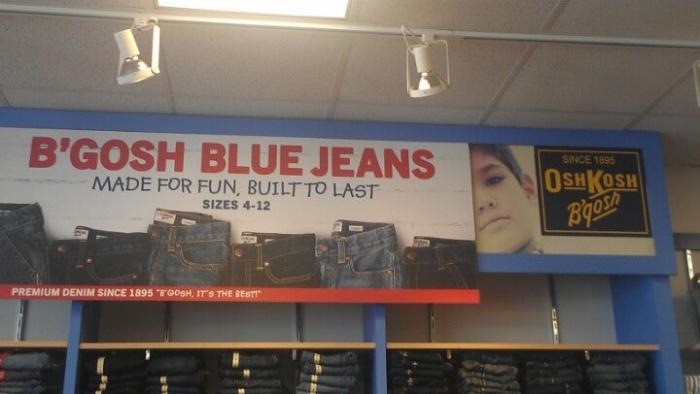 B'GOSH BLUE JEANS
MADE FOR FUN, BUILT TO LAST
SIZES 4-12
PREMIUM DENIM SINCE 1895 "B'GOSH, IT'S THE BEST!"
SINCE 1895
OSHKOSH
B'gosh